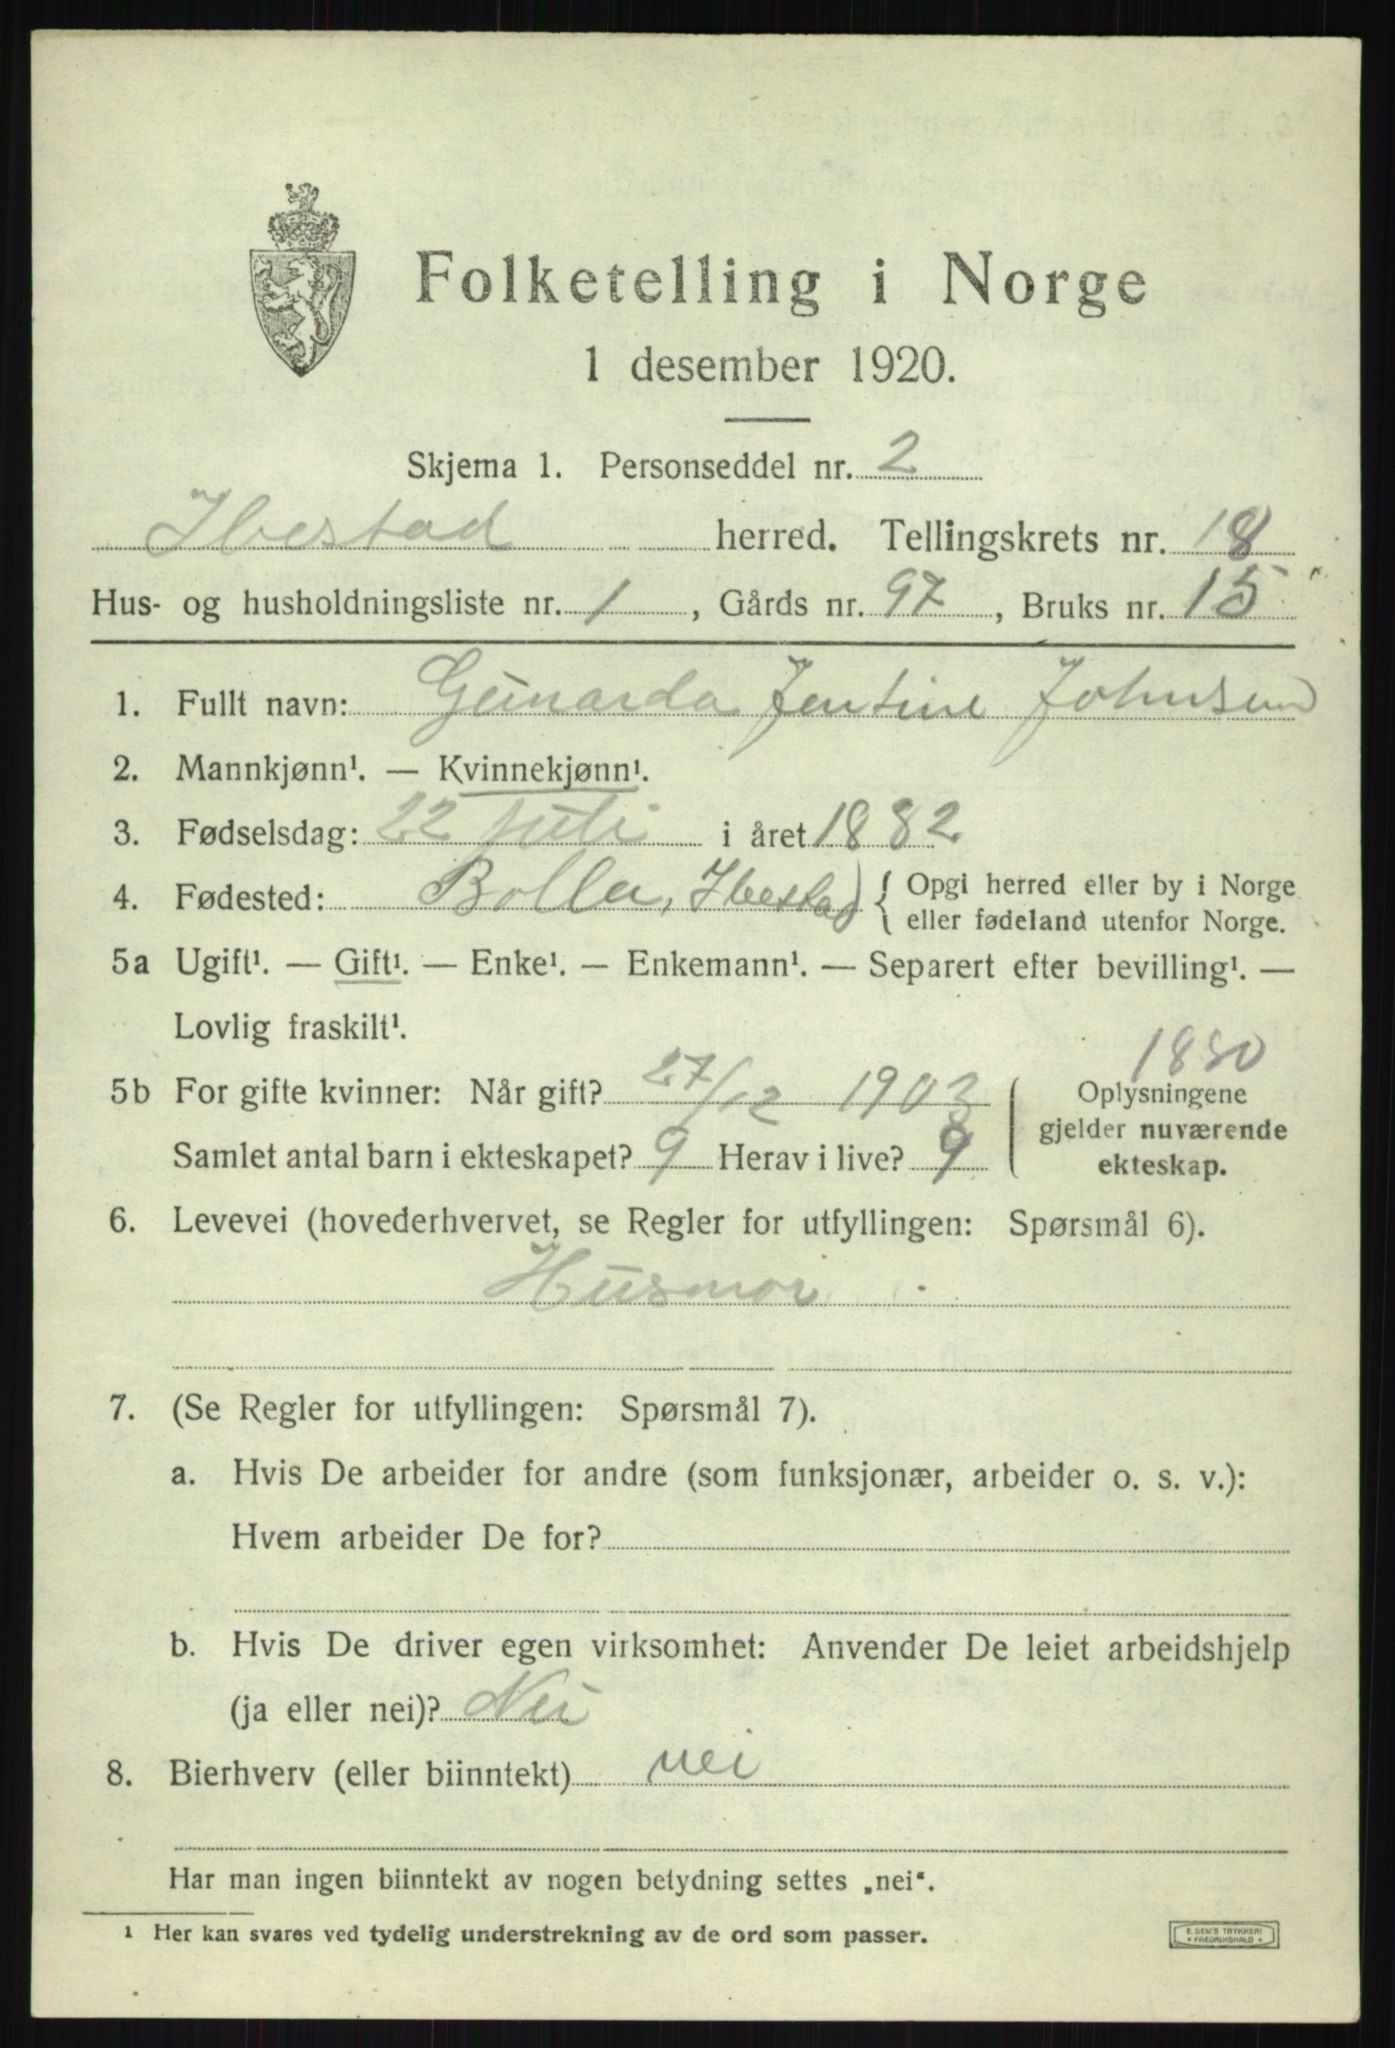 Folketelling i Norge
1 desember 1920.
Skjema 1. Personseddel nr. 2
Ibestad herred. Tellingskrets nr. 18
Hus- og husholdningsliste nr. 1, Gårds nr. 97, Bruks nr. 15
1. Fullt navn: Gunarda Jentine Johnsen
2. Mannkjønn¹. — Kvinnekjønn¹.
3. Fødselsdag: 22 juli i året 1882
4. Fødested: Bolla, Ibestad { Opgi herred eller by i Norge
eller fødeland utenfor Norge.
5a Ugift¹. — Gift¹. — Enke¹. — Enkemann¹. — Separert efter bevilling¹. —
Lovlig fraskilt¹.
1880
5b For gifte kvinner: Når gift? 27/12 1903 Oplysningene
gjelder nuværende
Samlet antal barn i ekteskapet? 9 Herav i live? 9 ekteskap.
6. Levevei (hovederhvervet, se Regler for utfyllingen: Spørsmål 6).
Husmor
7. (Se Regler for utfyllingen: Spørsmål 7).
a. Hvis De arbeider for andre (som funksjonær, arbeider o. s. v.):
Hvem arbeider De for?
b. Hvis De driver egen virksomhet: Anvender De leiet arbeidshjelp
(ja eller nei)? Nei
8. Bierhverv (eller biinntekt) nei
Har man ingen biinntekt av nogen betydning settes „nei“.
¹ Her kan svares ved tydelig understrekning av de ord som passer.
E. SEM'S TRYKKERI
* FREDRIKSHALD *